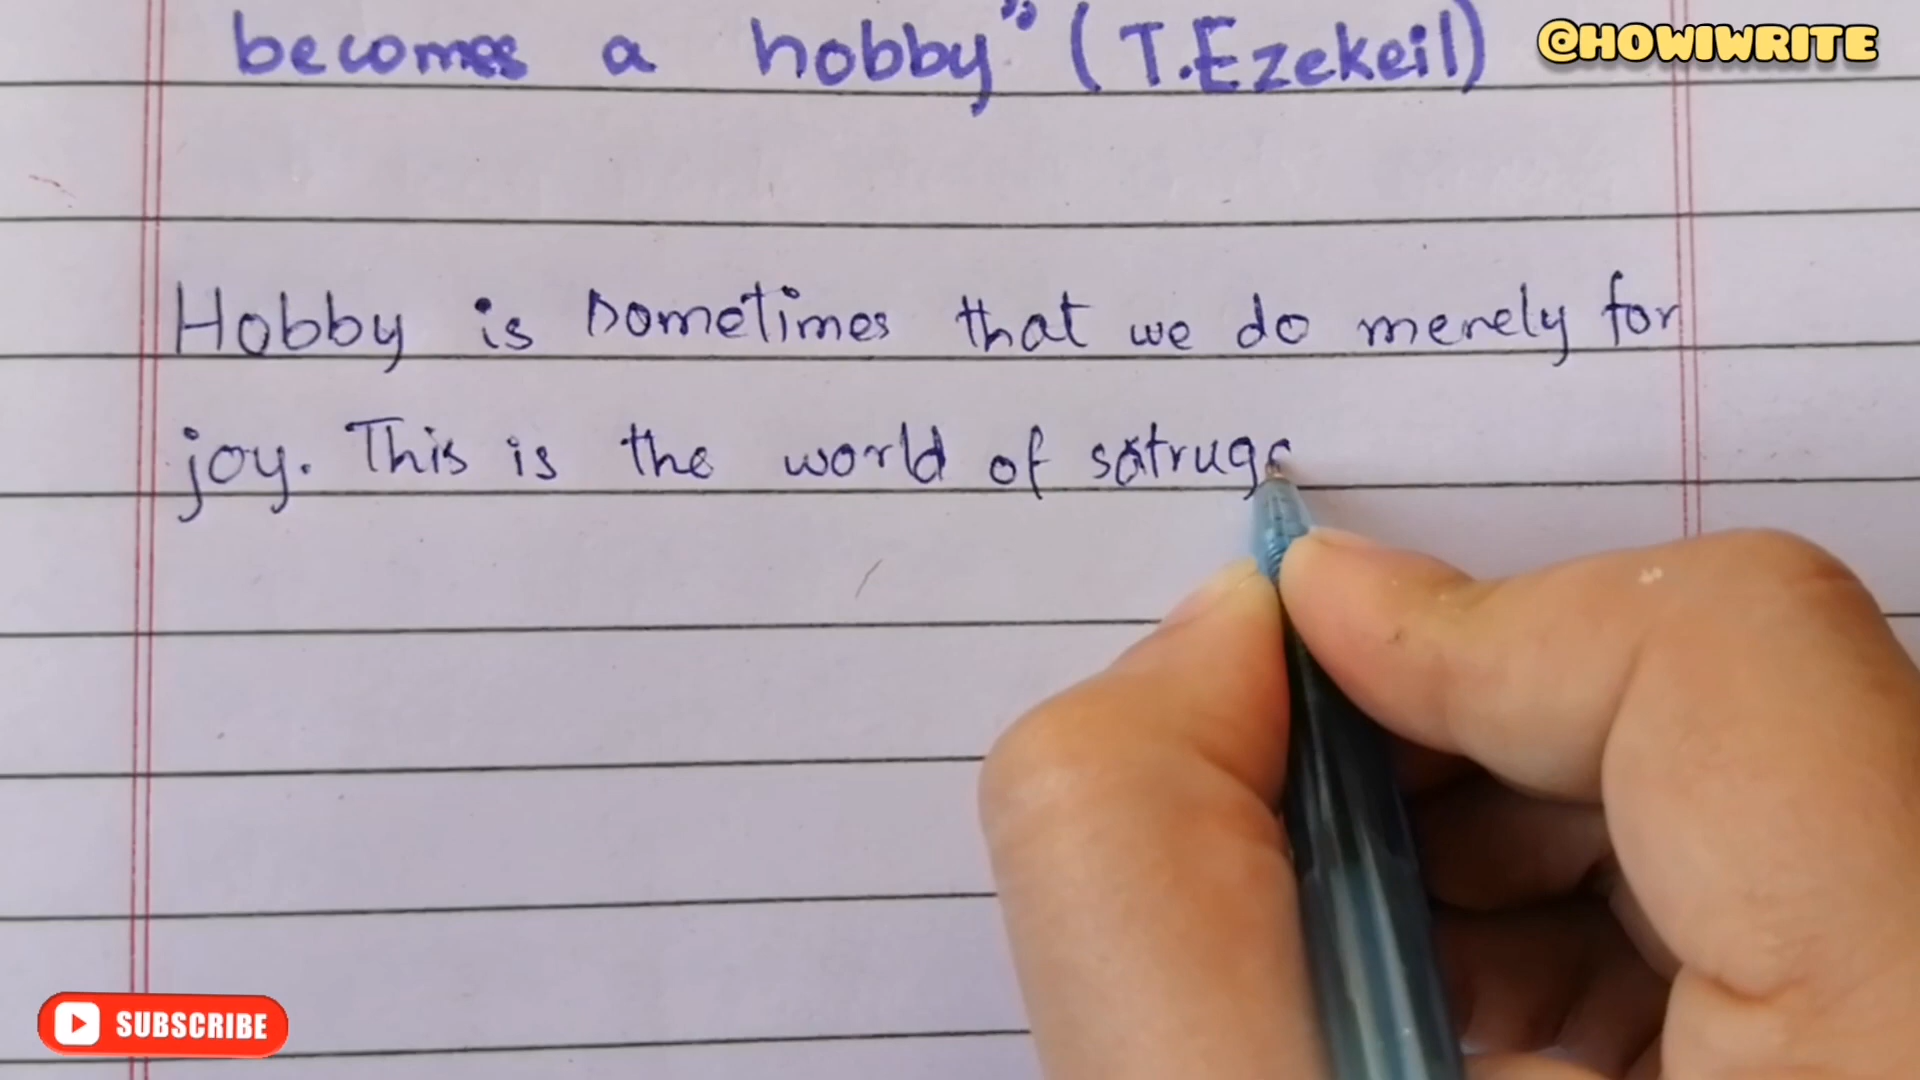 becomes a hobby" (T.Ezekeil)
@HOWIWRITE
Hobby is sometimes that we do merely for
joy. This is the world of
SUBSCRIBE